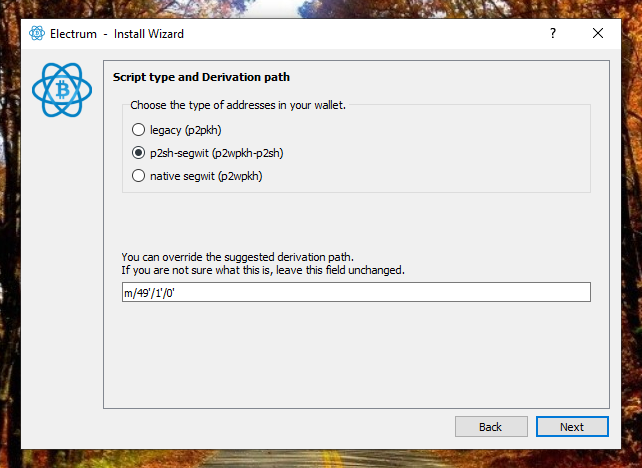 Electrum - Install Wizard
?
Script type and Derivation path
Choose the type of addresses in your wallet.
legacy (p2pkh)
p2sh-segwit (p2wpkh-p2sh)
native segwit (p2wpkh)
You can override the suggested derivation path.
If you are not sure what this is, leave this field unchanged.
m/49'/1'/0'
Back
Next